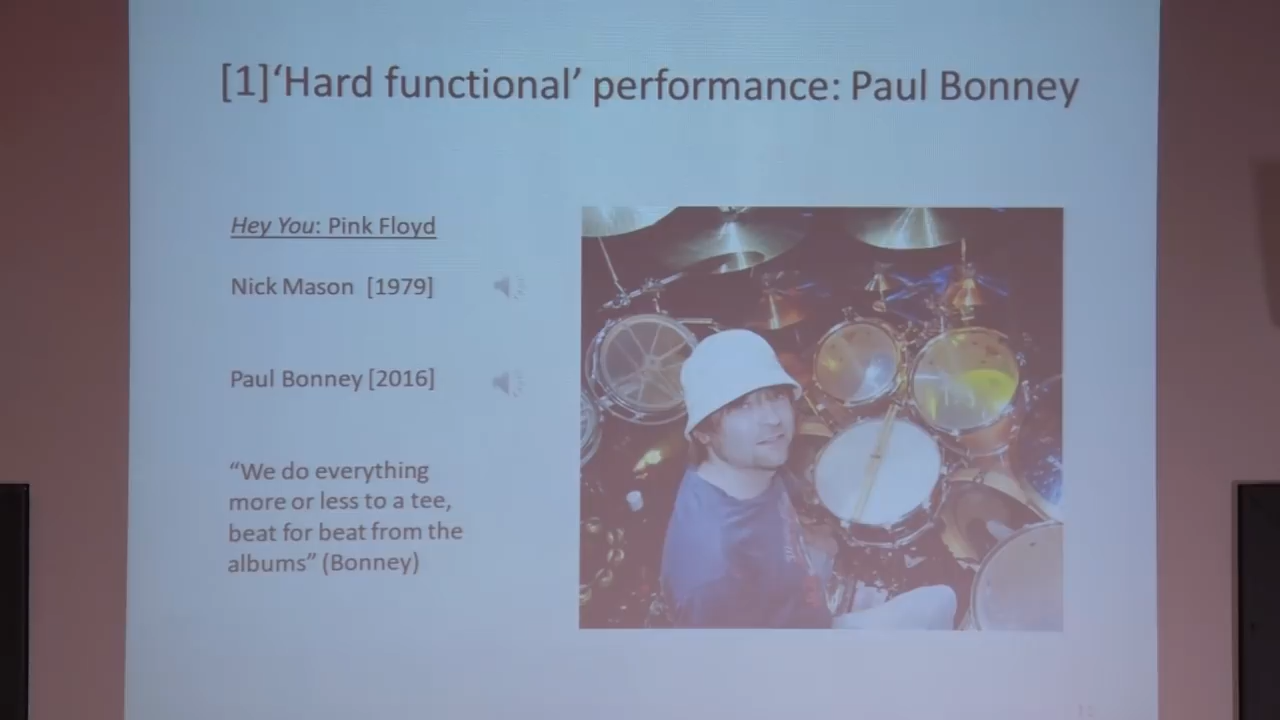 [1]‘Hard functional’ performance: Paul Bonney
Hey You: Pink Floyd
Nick Mason [1979]
Paul Bonney [2016]
“We do everything
more or less to a tee,
beat for beat from the
albums” (Bonney)